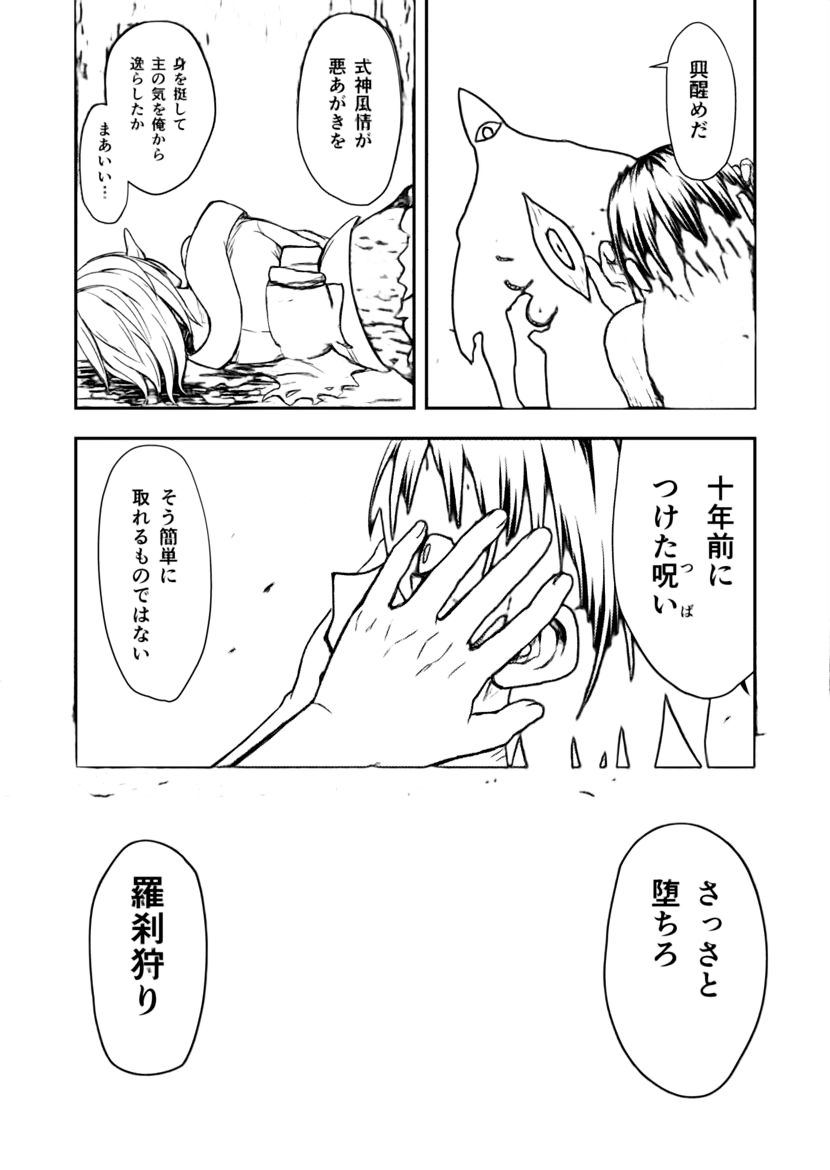 興醒めだ
式神風情が
悪あがきを
身を挺して
主の気を俺から
逸らしたか
まあいい…
十年前に
つけた呪い
つば
そう簡単に
取れるものではない
さっさと
堕ちろ
羅刹狩り